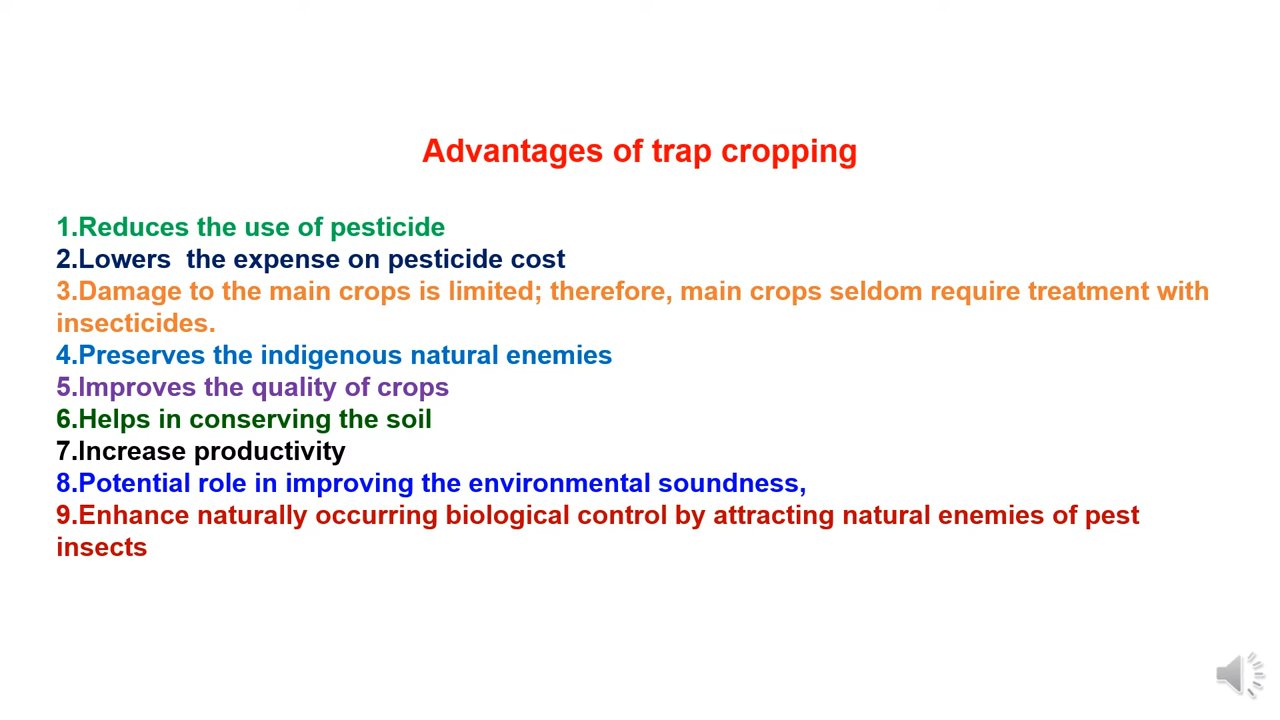 Advantages of trap cropping
1.Reduces the use of pesticide
2.Lowers  the expense on pesticide cost
3.Damage to the main crops is limited; therefore, main crops seldom require treatment with
insecticides.
4.Preserves the indigenous natural enemies
5.Improves the quality of crops
6.Helps in conserving the soil
7.Increase productivity
8.Potential role in improving the environmental soundness,
9.Enhance naturally occurring biological control by attracting natural enemies of pest
insects